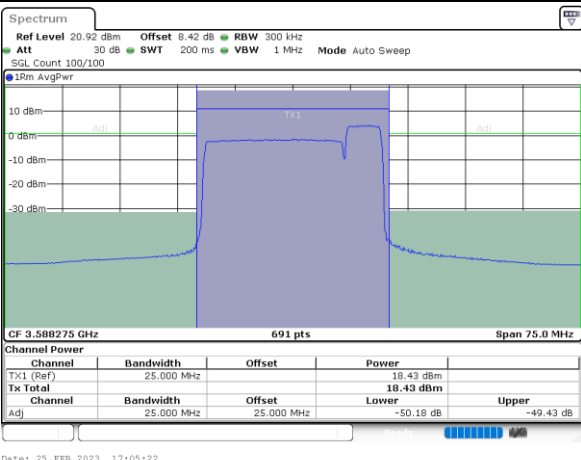 Spectrum
Ref Level 20.92 dBm Offset 8.42 dB RBW 300 kHz
Att 30 dB SWT 200 ms VBW 1 MHz Mode Auto Sweep
SGL Count 100/100
1Rm AvgPwr
10 dBm
TX1
Adj Adj
0 dBm
-10 dBm
-20 dBm
-30 dBm
CF 3.588275 GHz 691 pts Span 75.0 MHz
Channel Power
Channel Bandwidth Offset Power
TX1 (Ref) 25.000 MHz 18.43 dBm
Tx Total 18.43 dBm
Channel Bandwidth Offset Lower Upper
Adj 25.000 MHz 25.000 MHz -50.18 dB -49.43 dB
Ready
Date: 25.FEB.2023 17:05:22